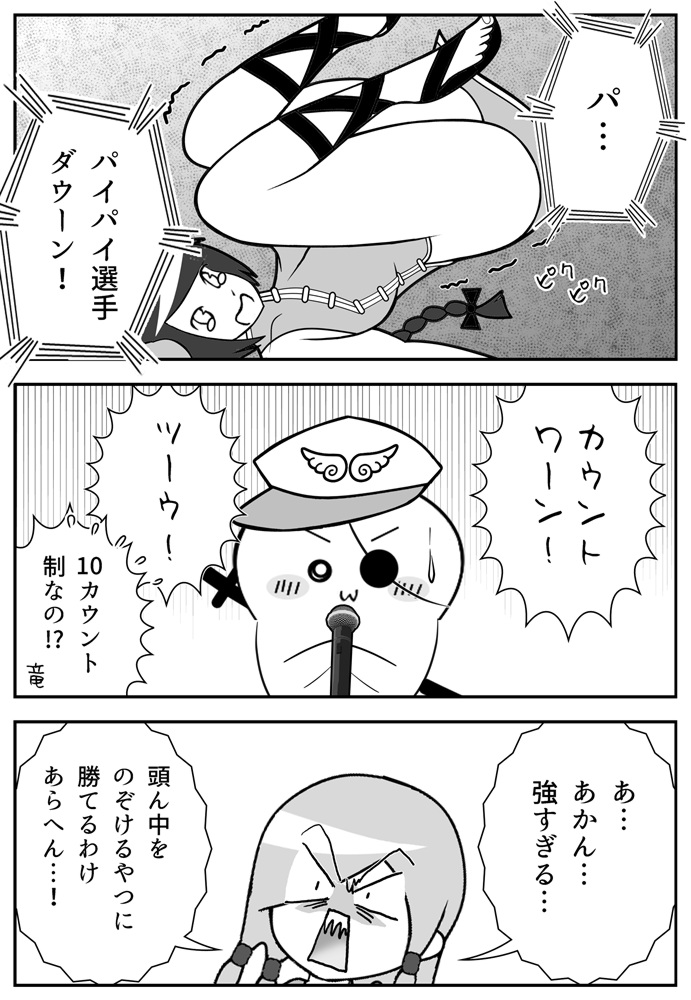 パ…
パイパイ選手
ダウーン！
ピク
ピク
カウント
ワーン！
ツーウ！
10カウント
制なの!?
竜
あ…
あかん…
強すぎる…
頭ん中を
のぞけるやつに
勝てるわけ
あらへん…！